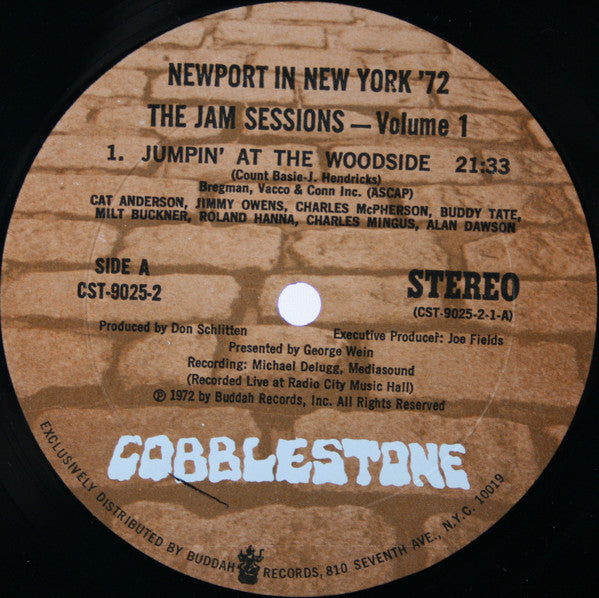 NEWPORT IN NEW YORK '72
THE JAM SESSIONS — Volume 1
1. JUMPIN' AT THE WOODSIDE 21:33
(Count Basie-J. Hendricks)
Bregman, Vacco & Conn Inc. (ASCAP)
CAT ANDERSON, JIMMY OWENS, CHARLES McPHERSON, BUDDY TATE,
MILT BUCKNER, ROLAND HANNA, CHARLES MINGUS, ALAN DAWSON
SIDE A STEREO
CST-9025-2 (CST-9025-2-1-A)
Produced by Don Schlitten Executive Producer: Joe Fields
Presented by George Wein
Recording: Michael Delugg, Mediasound
(Recorded Live at Radio City Music Hall)
℗ 1972 by Buddah Records, Inc. All Rights Reserved
COBBLESTONE
EXCLUSIVELY DISTRIBUTED BY BUDDAH RECORDS, 810 SEVENTH AVE., N.Y.C. 10019